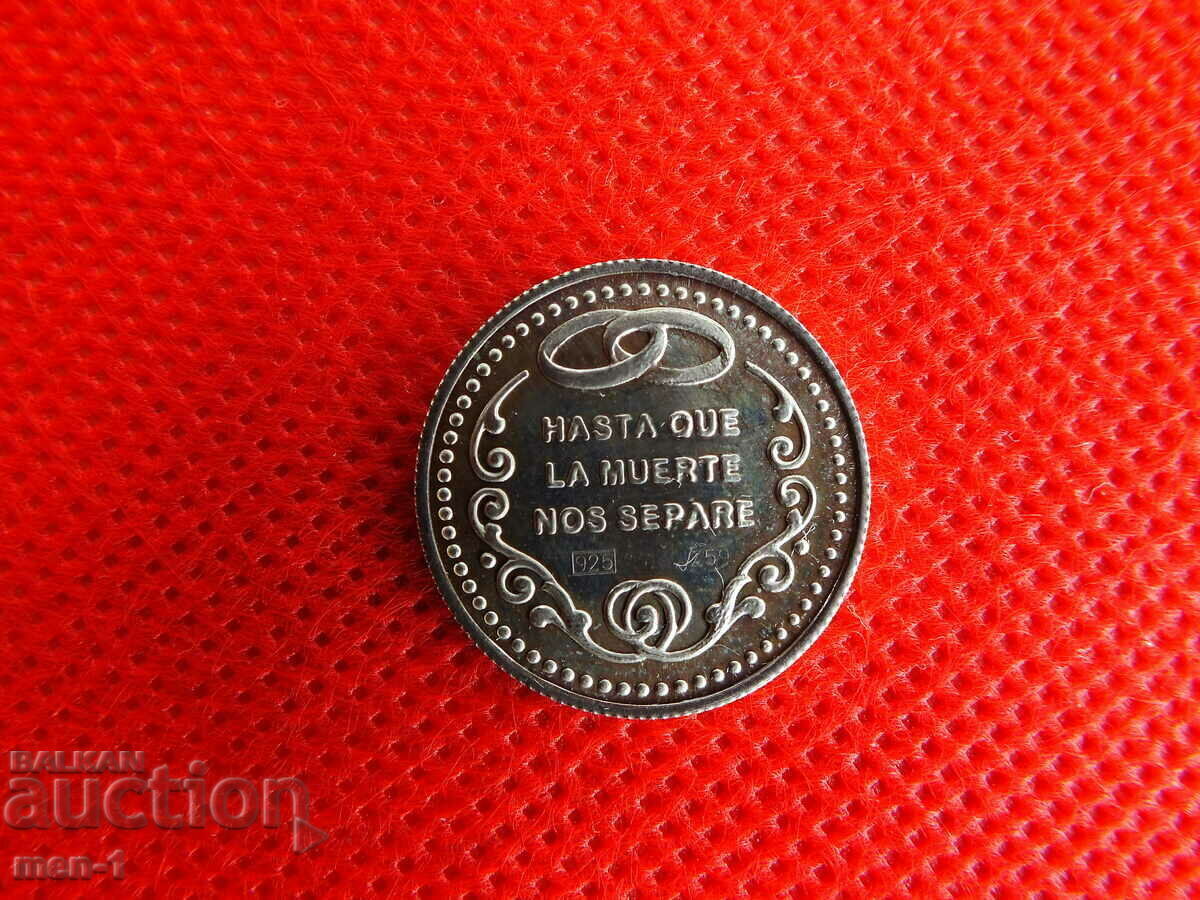 HASTA QUE
LA MUERTE
NOS SEPARE
925
BALKAN
auction
men-1